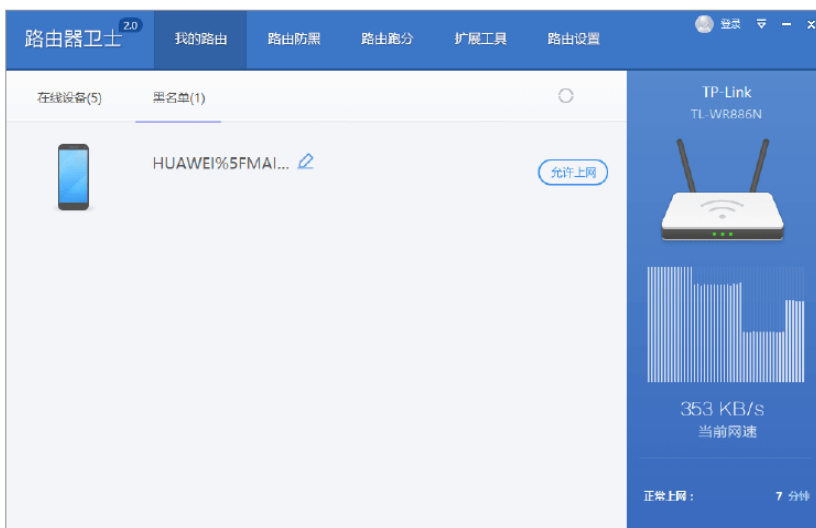 路由器卫士 2.0 我的路由 路由防黑 路由跑分 扩展工具 路由设置 登录
在线设备(5) 黑名单(1)
HUAWEI%5FMAI... 允许上网
TP-Link
TL-WR886N
353 KB/s
当前网速
正常上网： 7 分钟